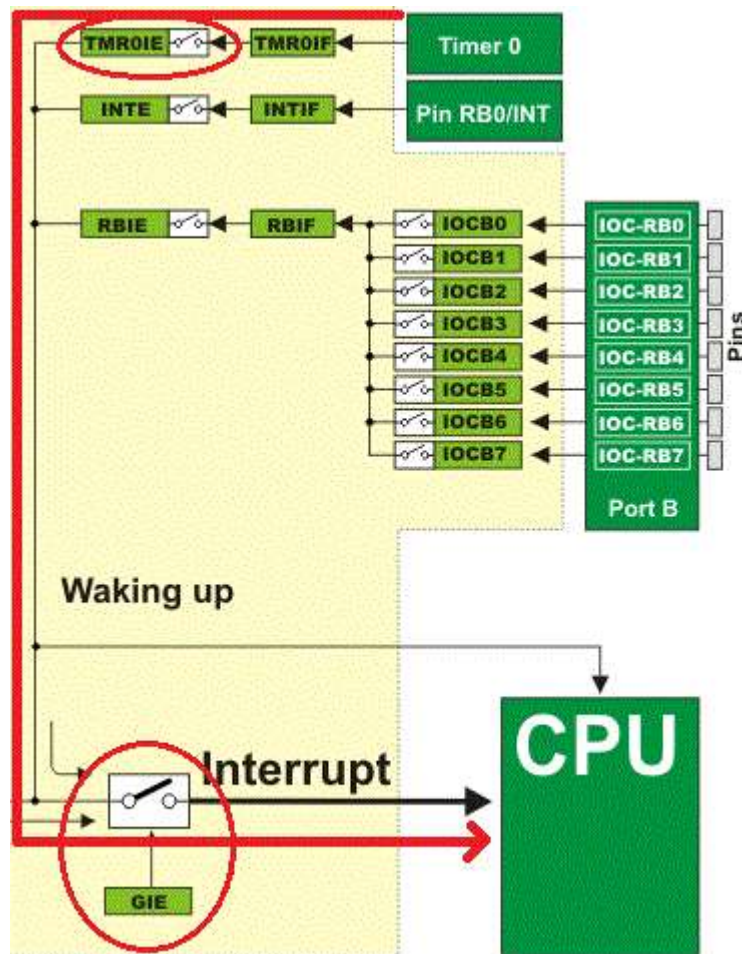 TMR0IE TMR0IF Timer 0
INTE INTIF Pin RB0/INT
RBIE RBIF IOCB0 IOC-RB0
IOCB1 IOC-RB1
IOCB2 IOC-RB2
IOCB3 IOC-RB3
IOCB4 IOC-RB4
IOCB5 IOC-RB5
IOCB6 IOC-RB6
IOCB7 IOC-RB7
Pins
Port B
Waking up
CPU
Interrupt
GIE